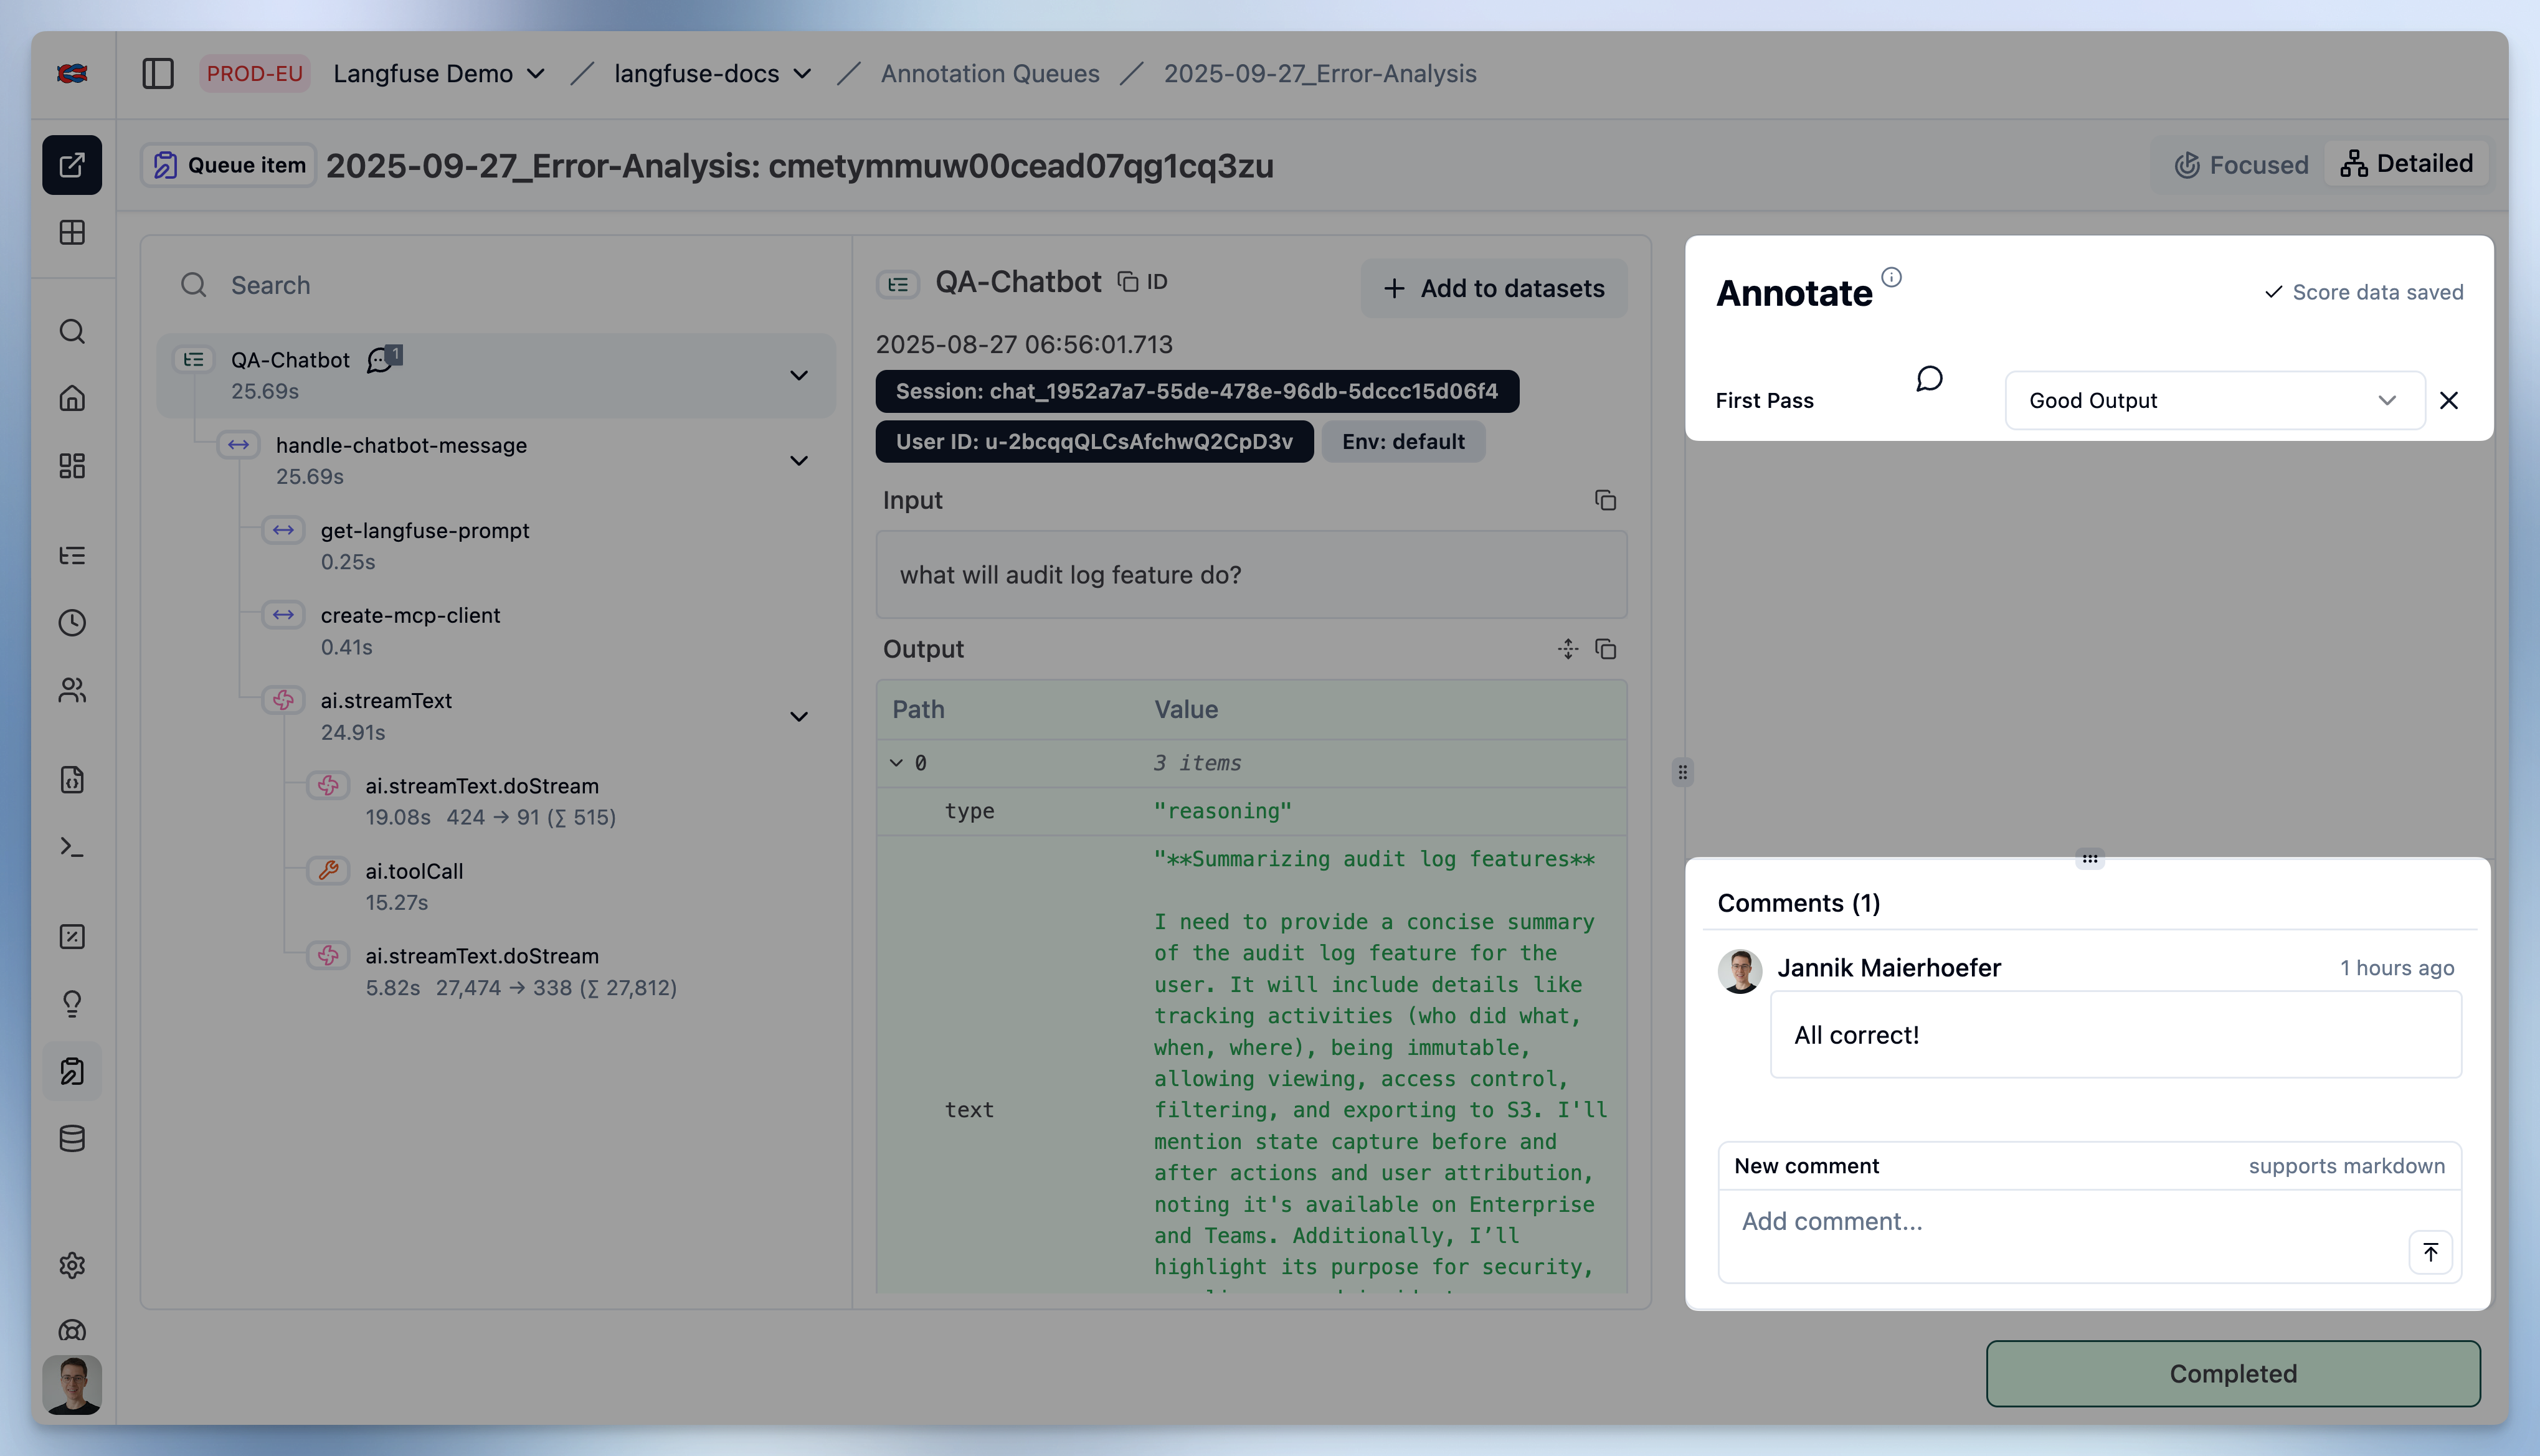 PROD-EU Langfuse Demo / langfuse-docs / Annotation Queues / 2025-09-27_Error-Analysis
Queue item 2025-09-27_Error-Analysis: cmetymmuw00cead07qg1cq3zu
Focused Detailed
Search
QA-Chatbot 1
25.69s
handle-chatbot-message
25.69s
get-langfuse-prompt
0.25s
create-mcp-client
0.41s
ai.streamText
24.91s
ai.streamText.doStream
19.08s 424 → 91 (∑ 515)
ai.toolCall
15.27s
ai.streamText.doStream
5.82s 27,474 → 338 (∑ 27,812)
QA-Chatbot ID
+ Add to datasets
2025-08-27 06:56:01.713
Session: chat_1952a7a7-55de-478e-96db-5dccc15d06f4
User ID: u-2bcqqQLCsAfchwQ2CpD3v Env: default
Input
what will audit log feature do?
Output
Path Value
0 3 items
type "reasoning"
text
"**Summarizing audit log features**
I need to provide a concise summary
of the audit log feature for the
user. It will include details like
tracking activities (who did what,
when, where), being immutable,
allowing viewing, access control,
filtering, and exporting to S3. I'll
mention state capture before and
after actions and user attribution,
noting it's available on Enterprise
and Teams. Additionally, I’ll
highlight its purpose for security,
Annotate
Score data saved
First Pass
Good Output
Comments (1)
Jannik Maierhoefer 1 hours ago
All correct!
New comment supports markdown
Add comment...
Completed